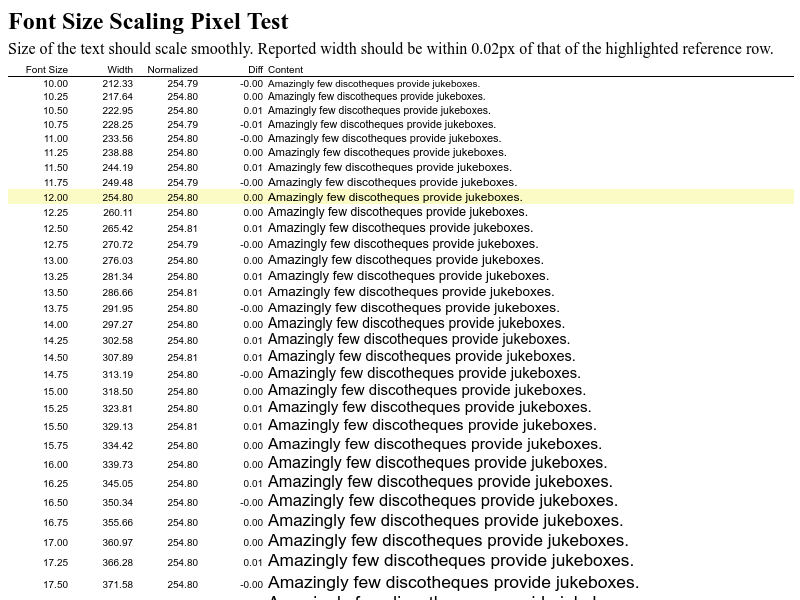 Font Size Scaling Pixel Test
Size of the text should scale smoothly. Reported width should be within 0.02px of that of the highlighted reference row.
Font Size Width Normalized Diff Content
10.00 212.33 254.79 -0.00 Amazingly few discotheques provide jukeboxes.
10.25 217.64 254.80 0.00 Amazingly few discotheques provide jukeboxes.
10.50 222.95 254.80 0.01 Amazingly few discotheques provide jukeboxes.
10.75 228.25 254.79 -0.01 Amazingly few discotheques provide jukeboxes.
11.00 233.56 254.80 -0.00 Amazingly few discotheques provide jukeboxes.
11.25 238.88 254.80 0.00 Amazingly few discotheques provide jukeboxes.
11.50 244.19 254.80 0.01 Amazingly few discotheques provide jukeboxes.
11.75 249.48 254.79 -0.00 Amazingly few discotheques provide jukeboxes.
12.00 254.80 254.80 0.00 Amazingly few discotheques provide jukeboxes.
12.25 260.11 254.80 0.00 Amazingly few discotheques provide jukeboxes.
12.50 265.42 254.81 0.01 Amazingly few discotheques provide jukeboxes.
12.75 270.72 254.79 -0.00 Amazingly few discotheques provide jukeboxes.
13.00 276.03 254.80 0.00 Amazingly few discotheques provide jukeboxes.
13.25 281.34 254.80 0.01 Amazingly few discotheques provide jukeboxes.
13.50 286.66 254.81 0.01 Amazingly few discotheques provide jukeboxes.
13.75 291.95 254.80 -0.00 Amazingly few discotheques provide jukeboxes.
14.00 297.27 254.80 0.00 Amazingly few discotheques provide jukeboxes.
14.25 302.58 254.80 0.01 Amazingly few discotheques provide jukeboxes.
14.50 307.89 254.81 0.01 Amazingly few discotheques provide jukeboxes.
14.75 313.19 254.80 -0.00 Amazingly few discotheques provide jukeboxes.
15.00 318.50 254.80 0.00 Amazingly few discotheques provide jukeboxes.
15.25 323.81 254.80 0.01 Amazingly few discotheques provide jukeboxes.
15.50 329.13 254.81 0.01 Amazingly few discotheques provide jukeboxes.
15.75 334.42 254.80 0.00 Amazingly few discotheques provide jukeboxes.
16.00 339.73 254.80 0.00 Amazingly few discotheques provide jukeboxes.
16.25 345.05 254.80 0.01 Amazingly few discotheques provide jukeboxes.
16.50 350.34 254.80 -0.00 Amazingly few discotheques provide jukeboxes.
16.75 355.66 254.80 0.00 Amazingly few discotheques provide jukeboxes.
17.00 360.97 254.80 0.00 Amazingly few discotheques provide jukeboxes.
17.25 366.28 254.80 0.01 Amazingly few discotheques provide jukeboxes.
17.50 371.58 254.80 -0.00 Amazingly few discotheques provide jukeboxes.